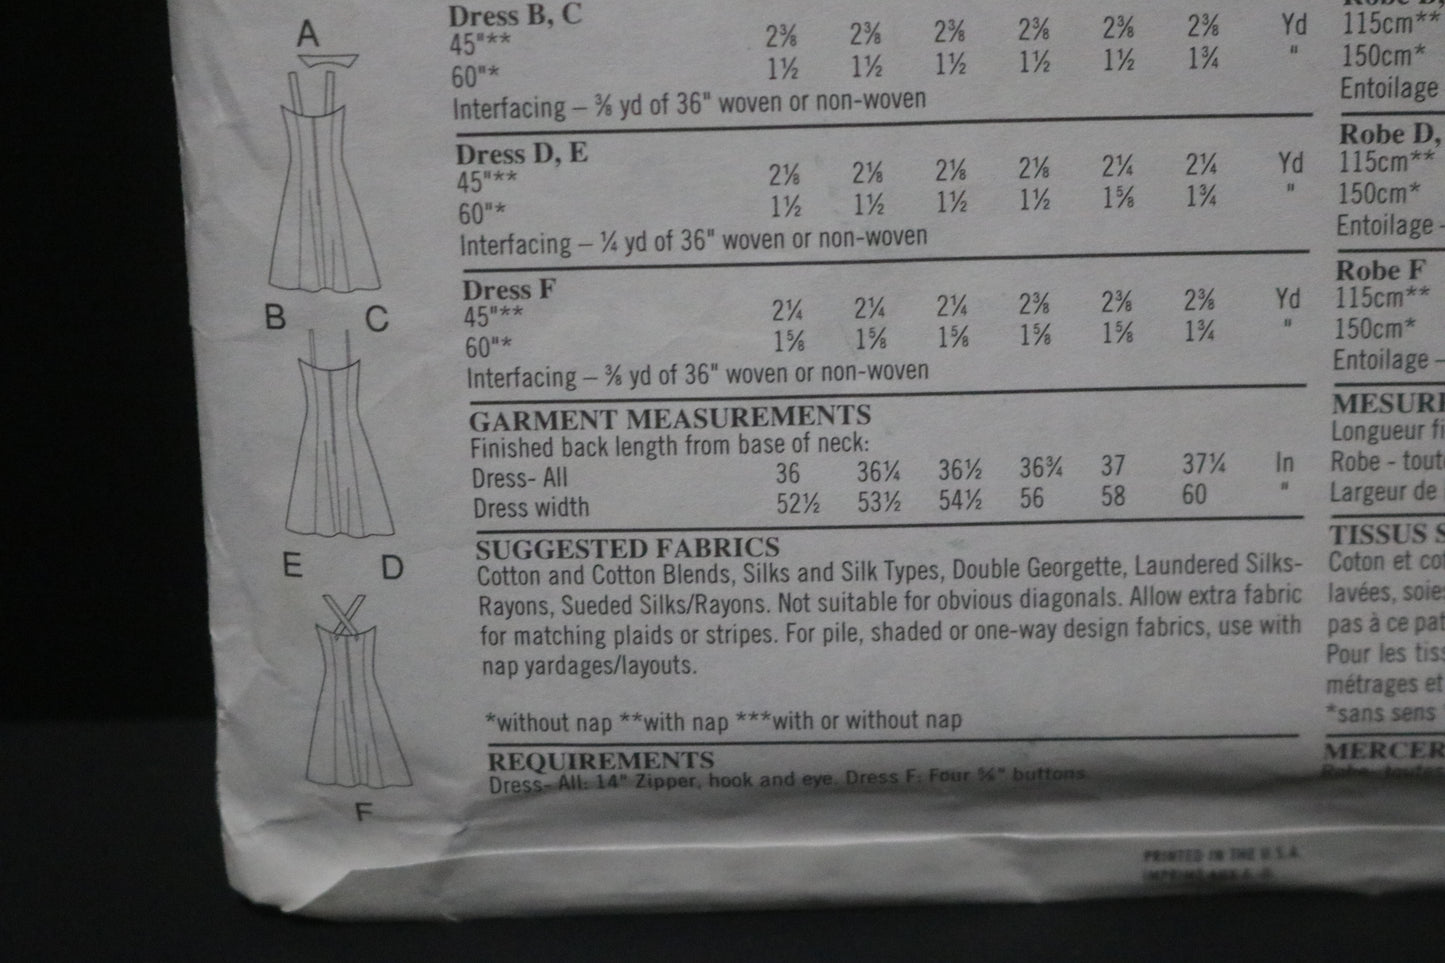 A
B C
E D
F
Dress B, C
45"** 2⅜ 2⅜ 2⅜ 2⅜ 2⅜ 2⅜ Yd
60"* 1½ 1½ 1½ 1½ 1½ 1¾ "
Interfacing – ⅜ yd of 36" woven or non-woven
Dress D, E
45"** 2⅛ 2⅛ 2⅛ 2⅛ 2¼ 2¼ Yd
60"* 1½ 1½ 1½ 1½ 1⅝ 1¾ "
Interfacing – ¼ yd of 36" woven or non-woven
Dress F
45"** 2¼ 2¼ 2¼ 2⅜ 2⅜ 2⅜ Yd
60"* 1⅝ 1⅝ 1⅝ 1⅝ 1⅝ 1¾ "
Interfacing – ⅜ yd of 36" woven or non-woven
GARMENT MEASUREMENTS
Finished back length from base of neck:
Dress- All 36 36¼ 36½ 36¾ 37 37¼ In
Dress width 52½ 53½ 54½ 56 58 60 "
SUGGESTED FABRICS
Cotton and Cotton Blends, Silks and Silk Types, Double Georgette, Laundered Silks-
Rayons, Sueded Silks/Rayons. Not suitable for obvious diagonals. Allow extra fabric
for matching plaids or stripes. For pile, shaded or one-way design fabrics, use with
nap yardages/layouts.
*without nap **with nap ***with or without nap
REQUIREMENTS
Dress- All: 14" Zipper, hook and eye. Dress F: Four ⅝" buttons.
115cm**
150cm*
Entoilage
Robe D,
115cm**
150cm*
Entoilage -
Robe F
115cm**
150cm*
Entoilage –
MESURE
Longueur fi
Robe - tout
Largeur de
TISSUS S
Coton et co
lavées, soie
pas à ce pat
Pour les tiss
métrages et
*sans sens
MERCER
PRINTED IN THE U.S.A.